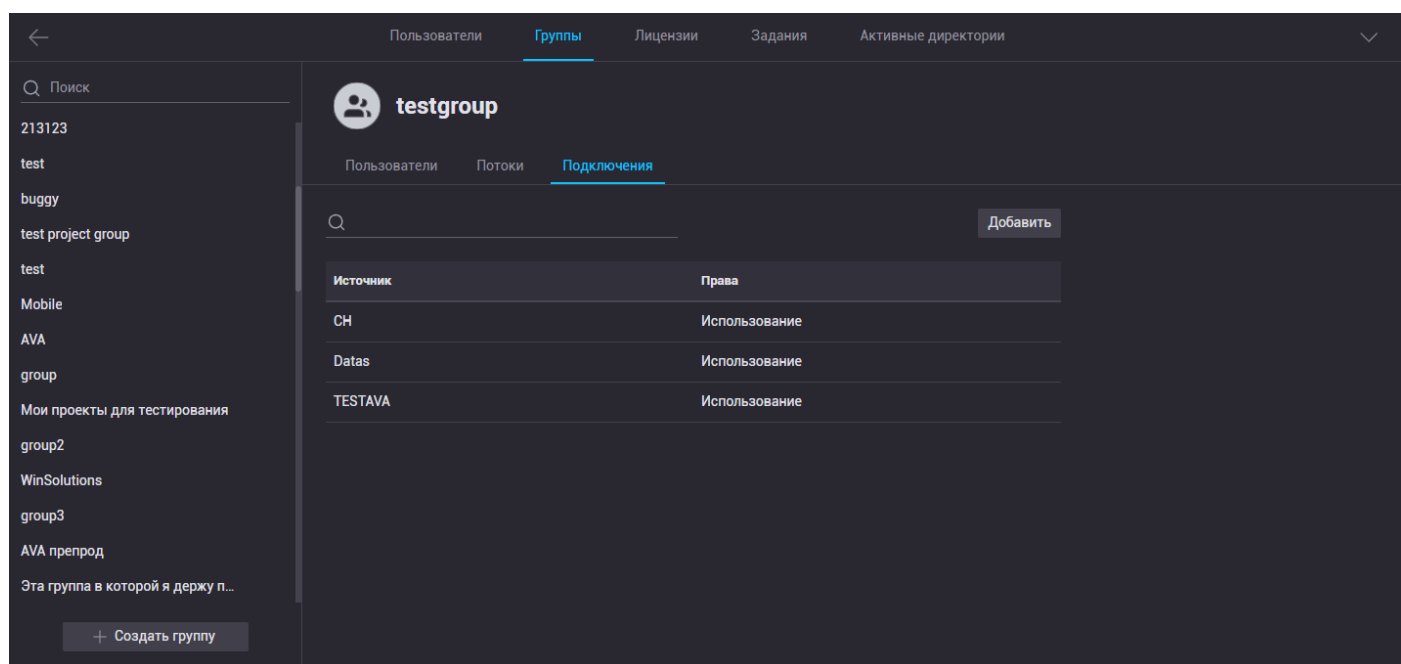 Пользователи Группы Лицензии Задания Активные директории
Поиск
213123
test
buggy
test project group
test
Mobile
AVA
group
Мои проекты для тестирования
group2
WinSolutions
group3
AVA препрод
Эта группа в которой я держу п...
Создать группу
testgroup
Пользователи Потоки Подключения
Добавить
Источник Права
CH Использование
Datas Использование
TESTAVA Использование